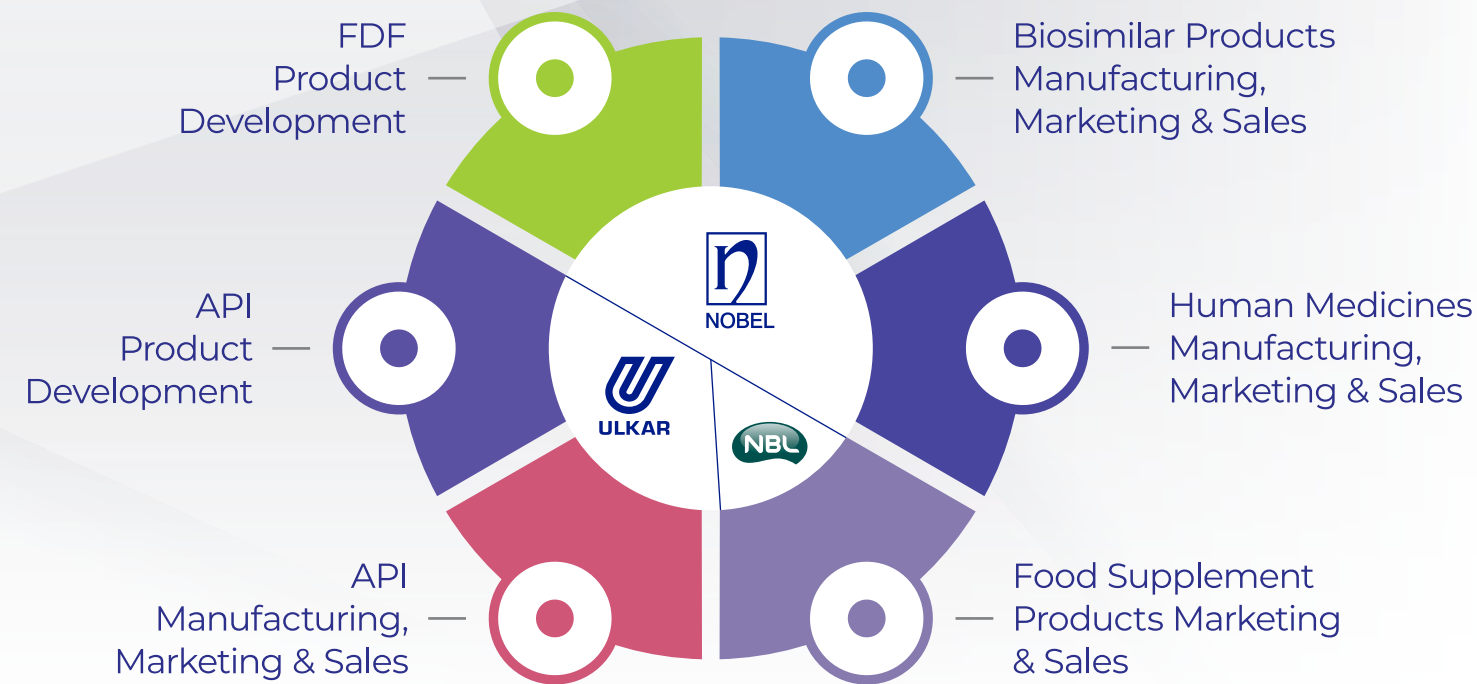 FDF
Product
Development
Biosimilar Products
Manufacturing,
Marketing & Sales
NOBEL
API
Product
Development
Human Medicines
Manufacturing,
Marketing & Sales
ULKAR
NBL
API
Manufacturing,
Marketing & Sales
Food Supplement
Products Marketing
& Sales